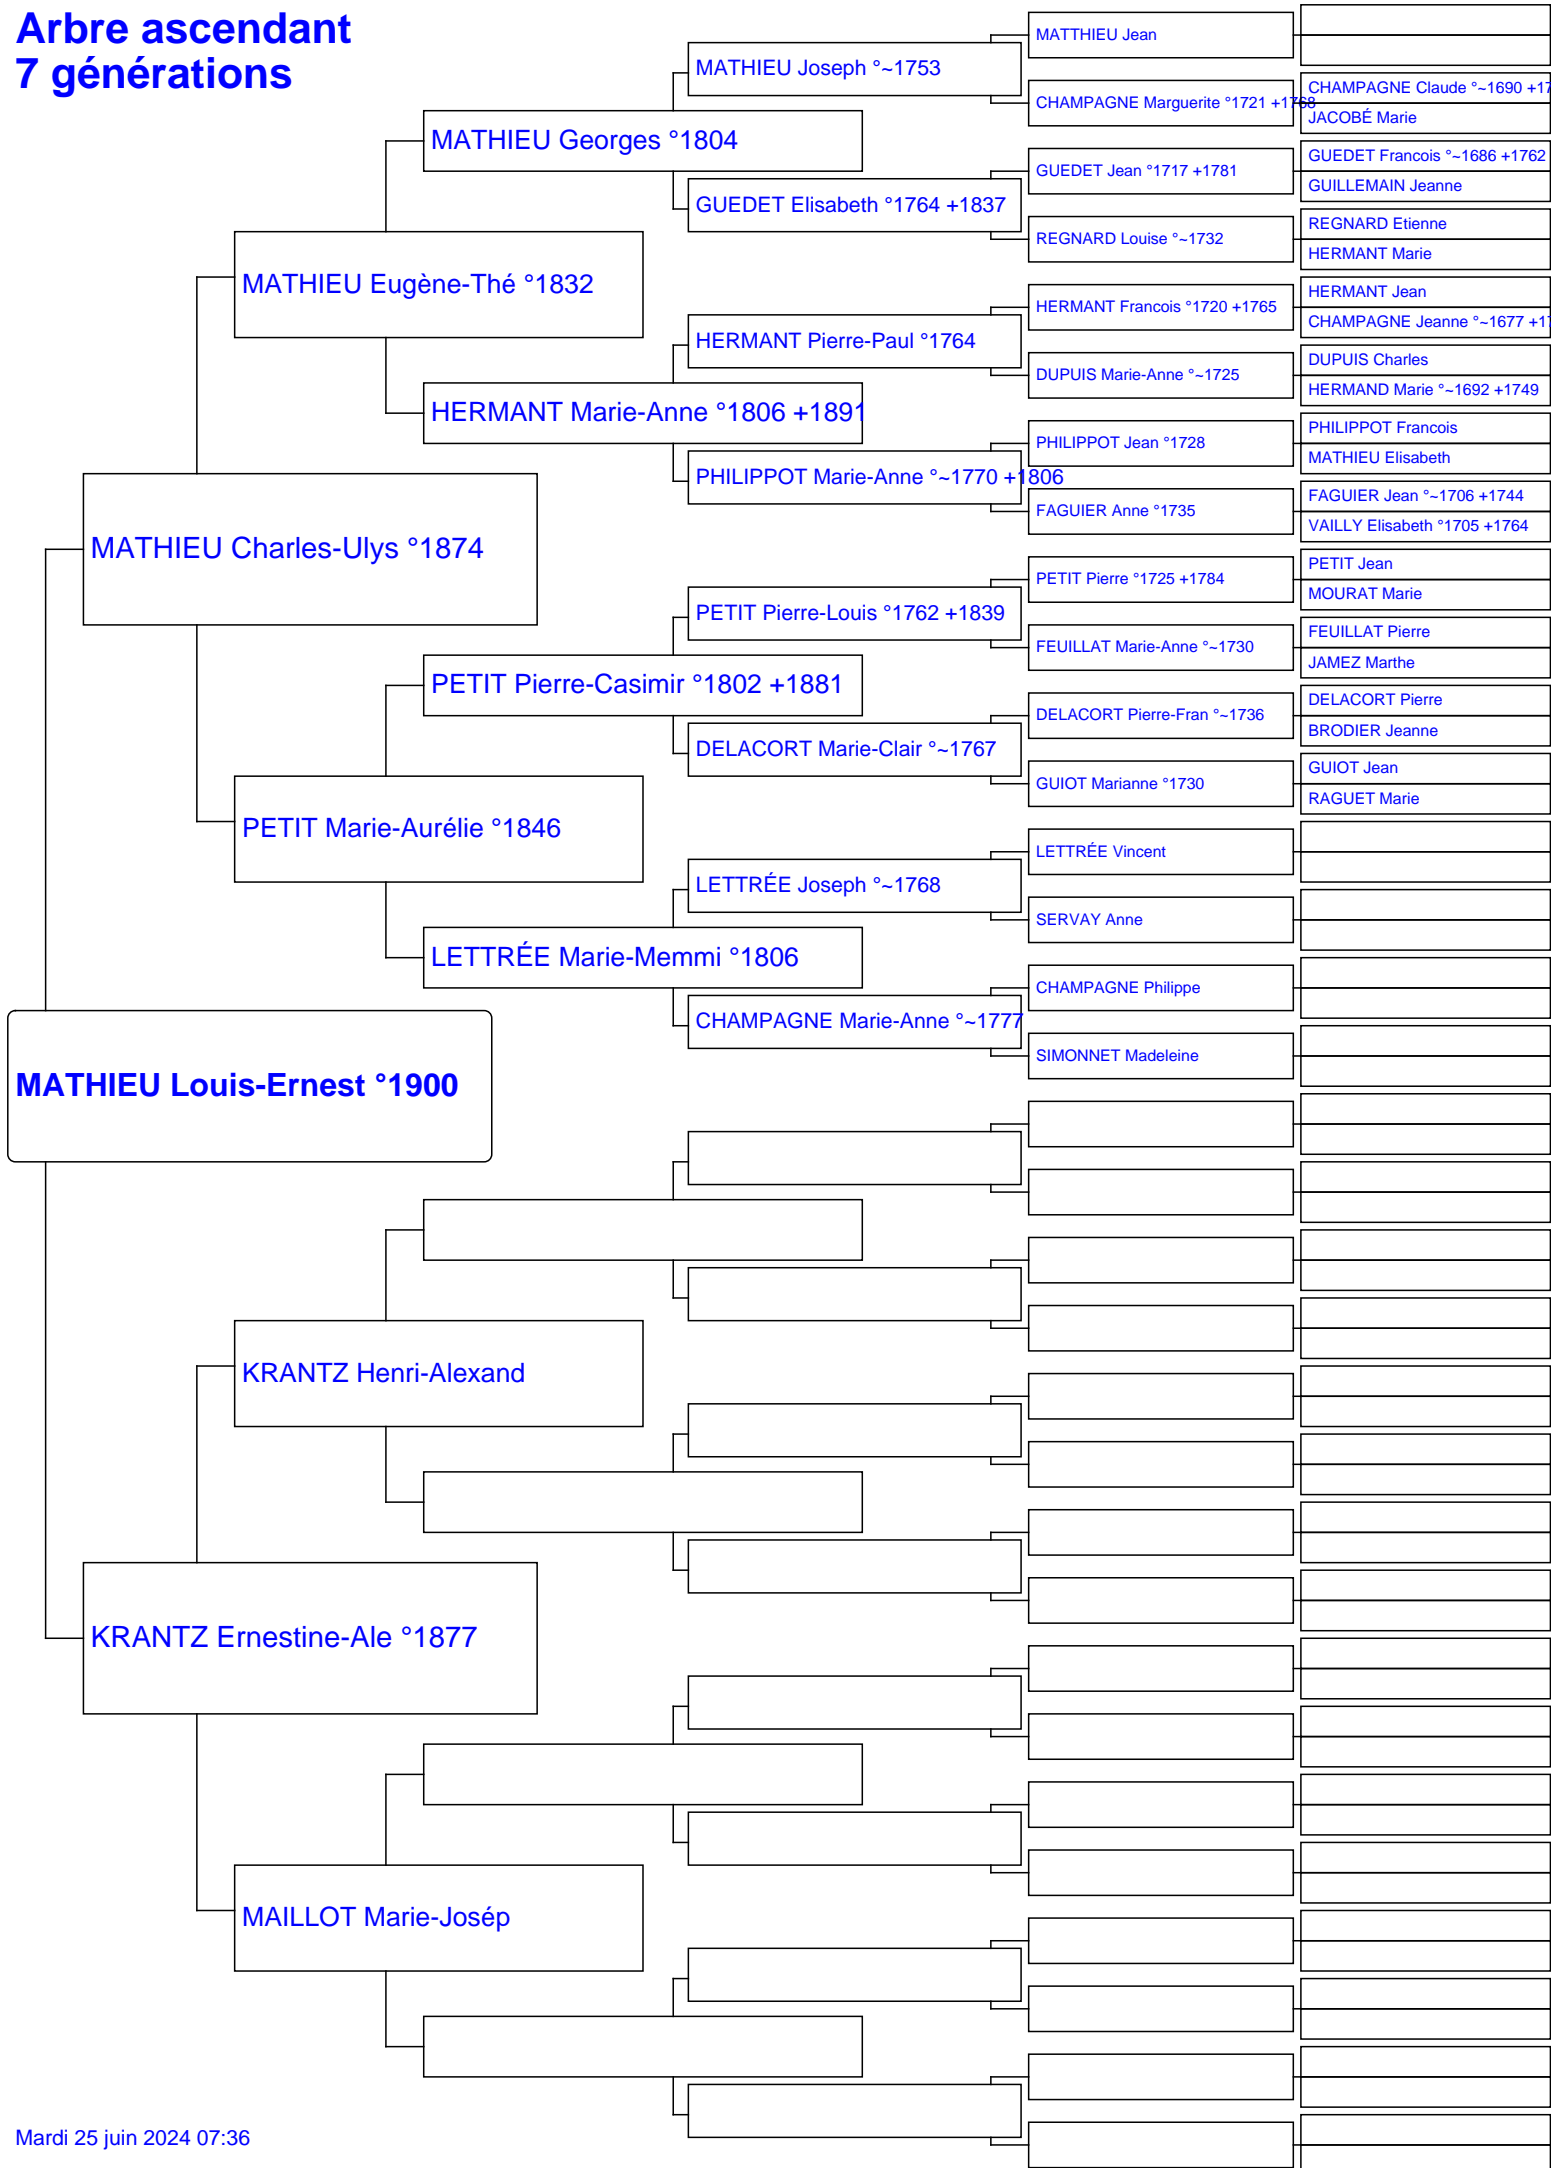 Arbre ascendant
7 générations
MATHIEU Louis-Ernest °1900
MATHIEU Charles-Ulys °1874
KRANTZ Ernestine-Ale °1877
MATHIEU Eugène-Thé °1832
PETIT Marie-Aurélie °1846
KRANTZ Henri-Alexand
MAILLOT Marie-Josép
MATHIEU Georges °1804
HERMANT Marie-Anne °1806 +1891
PETIT Pierre-Casimir °1802 +1881
LETTRÉE Marie-Memmi °1806
MATHIEU Joseph °~1753
GUEDET Elisabeth °1764 +1837
HERMANT Pierre-Paul °1764
PHILIPPOT Marie-Anne °~1770 +1806
PETIT Pierre-Louis °1762 +1839
DELACORT Marie-Clair °~1767
LETTRÉE Joseph °~1768
CHAMPAGNE Marie-Anne °~1777
MATTHIEU Jean
CHAMPAGNE Marguerite °1721 +1768
GUEDET Jean °1717 +1781
REGNARD Louise °~1732
HERMANT Francois °1720 +1765
DUPUIS Marie-Anne °~1725
PHILIPPOT Jean °1728
FAGUIER Anne °1735
PETIT Pierre °1725 +1784
FEUILLAT Marie-Anne °~1730
DELACORT Pierre-Fran °~1736
GUIOT Marianne °1730
LETTRÉE Vincent
SERVAY Anne
CHAMPAGNE Philippe
SIMONNET Madeleine
CHAMPAGNE Claude °~1690 +17
JACOBÉ Marie
GUEDET Francois °~1686 +1762
GUILLEMAIN Jeanne
REGNARD Etienne
HERMANT Marie
HERMANT Jean
CHAMPAGNE Jeanne °~1677 +17
DUPUIS Charles
HERMAND Marie °~1692 +1749
PHILIPPOT Francois
MATHIEU Elisabeth
FAGUIER Jean °~1706 +1744
VAILLY Elisabeth °1705 +1764
PETIT Jean
MOURAT Marie
FEUILLAT Pierre
JAMEZ Marthe
DELACORT Pierre
BRODIER Jeanne
GUIOT Jean
RAGUET Marie
Mardi 25 juin 2024 07:36